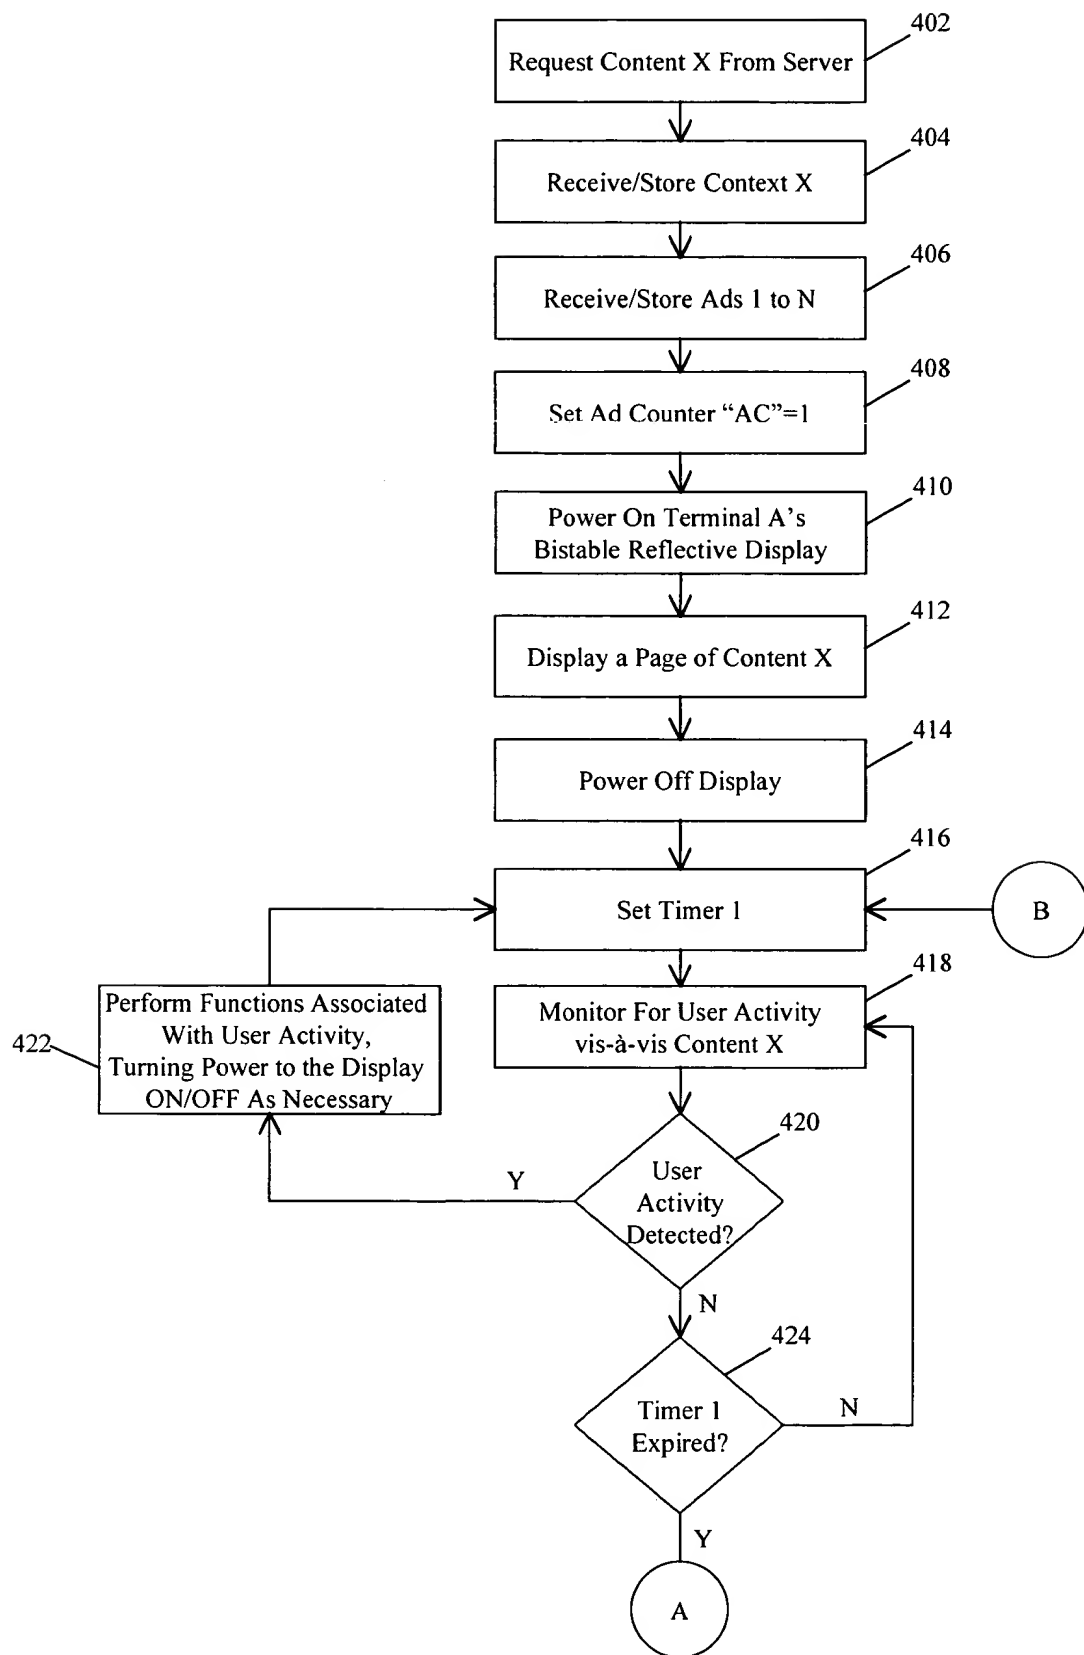 402
Request Content X From Server
404
Receive/Store Context X
406
Receive/Store Ads 1 to N
408
Set Ad Counter “AC”=1
410
Power On Terminal A's
Bistable Reflective Display
412
Display a Page of Content X
414
Power Off Display
416
Set Timer 1
B
418
Monitor For User Activity
vis-à-vis Content X
422
Perform Functions Associated
With User Activity,
Turning Power to the Display
ON/OFF As Necessary
420
User
Activity
Detected?
Y
N
424
Timer 1
Expired?
N
Y
A